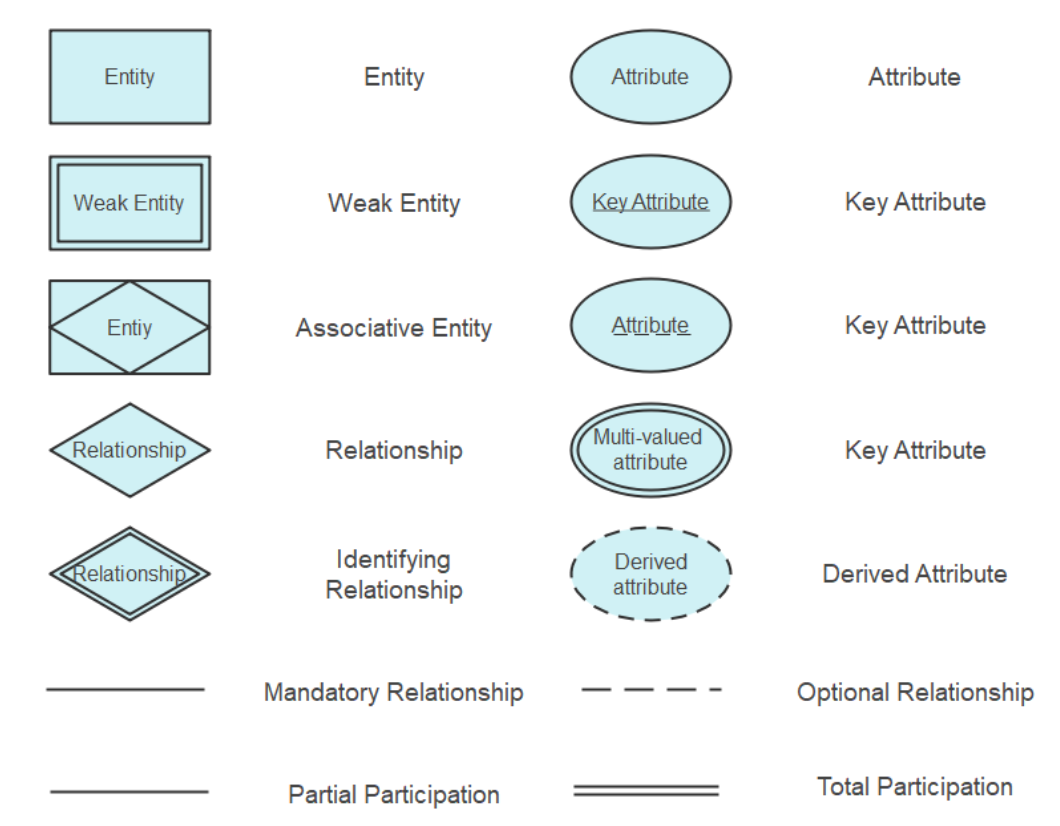 Entity
Entity
Attribute
Attribute
Weak Entity
Weak Entity
Key Attribute
Key Attribute
Entiy
Associative Entity
Attribute
Key Attribute
Relationship
Relationship
Multi-valued
attribute
Key Attribute
Relationship
Identifying
Relationship
Derived
attribute
Derived Attribute
Mandatory Relationship
Optional Relationship
Partial Participation
Total Participation